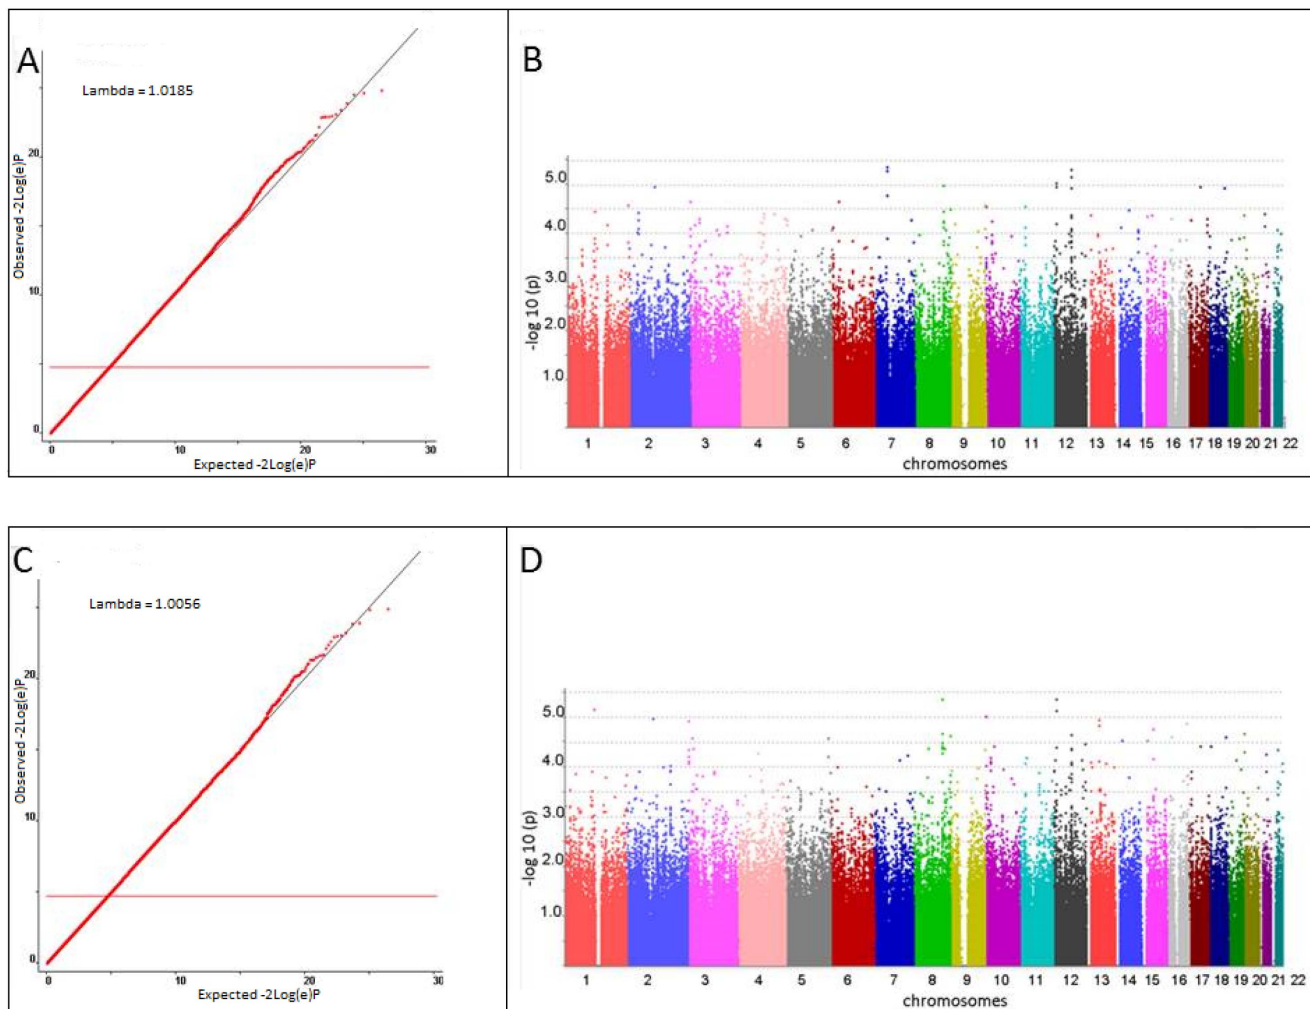 A
Lambda = 1.0185
Observed -2Log(e)P
20
10
0
0
10
20
30
Expected -2Log(e)P
B
-log 10 (p)
5.0
4.0
3.0
2.0
1.0
1 2 3 4 5 6 7 8 9 10 11 12 13 14 15 16 17 18 19 20 21 22
chromosomes
C
Lambda = 1.0056
Observed -2Log(e)P
20
10
0
0
10
20
30
Expected -2Log(e)P
D
-log 10 (p)
5.0
4.0
3.0
2.0
1.0
1 2 3 4 5 6 7 8 9 10 11 12 13 14 15 16 17 18 19 20 21 22
chromosomes